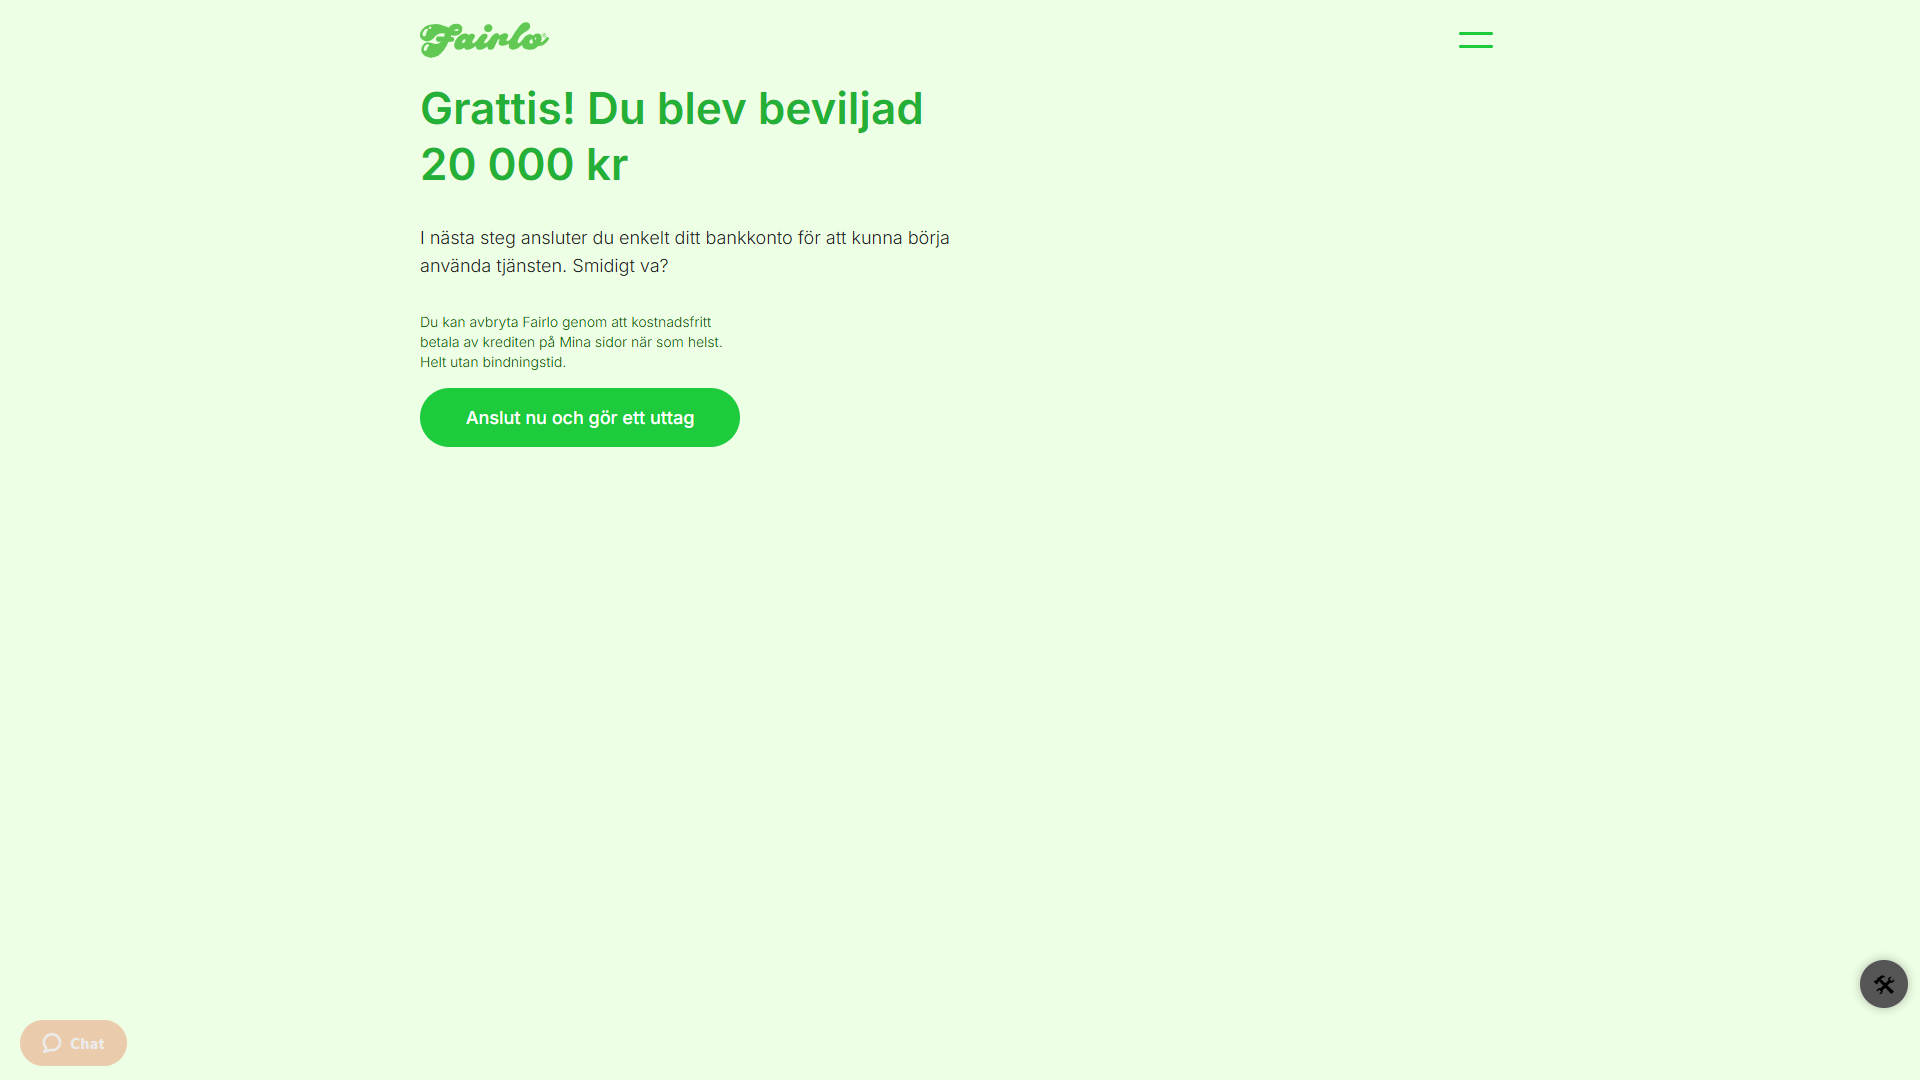 Fairlo
Grattis! Du blev beviljad
20 000 kr
I nästa steg ansluter du enkelt ditt bankkonto för att kunna börja
använda tjänsten. Smidigt va?
Du kan avbryta Fairlo genom att kostnadsfritt
betala av krediten på Mina sidor när som helst.
Helt utan bindningstid.
Anslut nu och gör ett uttag
Chat